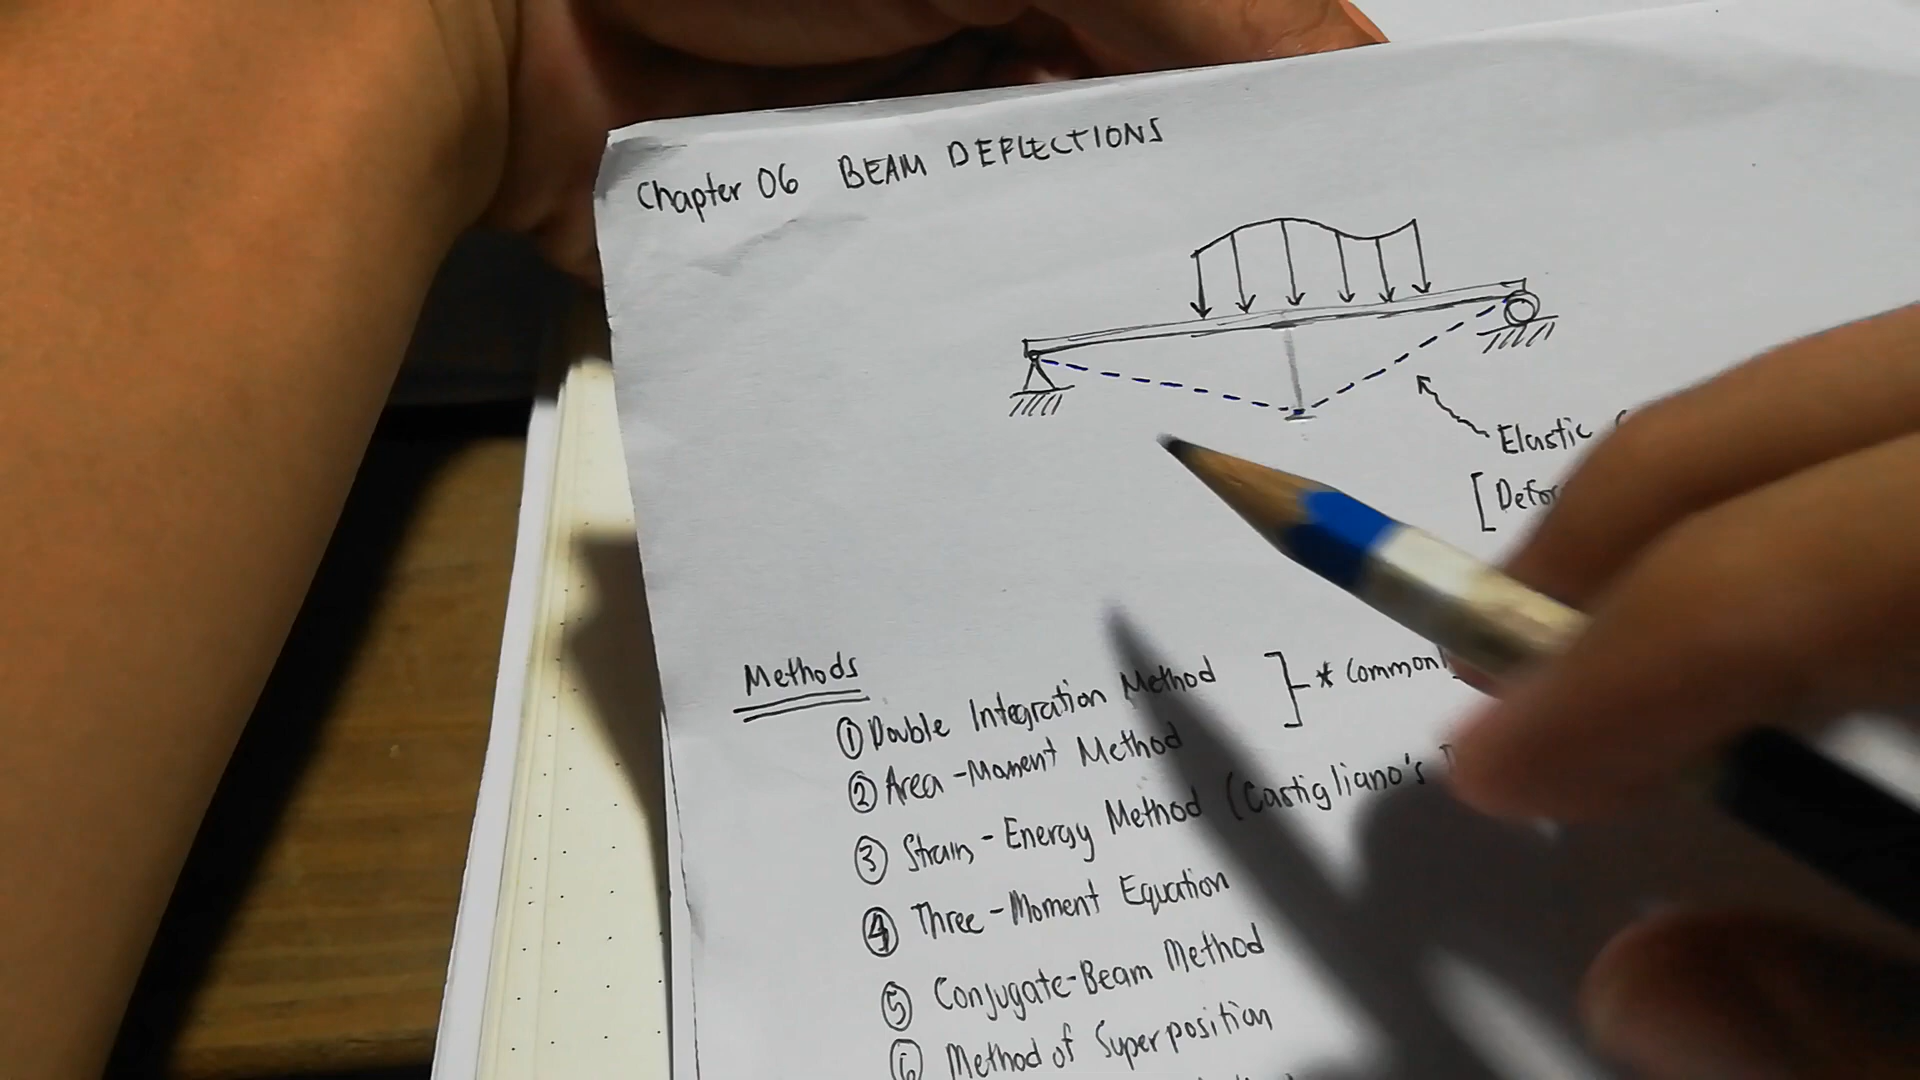 Chapter 06 BEAM DEFLECTIONS
Elastic
[Defor
Methods
① Double Integration Method
② Area-Moment Method
] * Common
③ Strain-Energy Method (Castigliano's
④ Three-Moment Equation
⑤ Conjugate-Beam Method
⑥ Method of Superposition